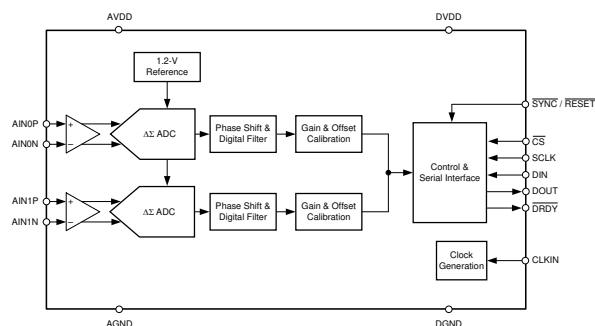 AVDD
DVDD
1.2-V
Reference
AIN0P
AIN0N
+
−
ΔΣ ADC
Phase Shift &
Digital Filter
Gain & Offset
Calibration
AIN1P
AIN1N
+
−
ΔΣ ADC
Phase Shift &
Digital Filter
Gain & Offset
Calibration
Control &
Serial Interface
SYNC / RESET
CS
SCLK
DIN
DOUT
DRDY
Clock
Generation
CLKIN
AGND
DGND